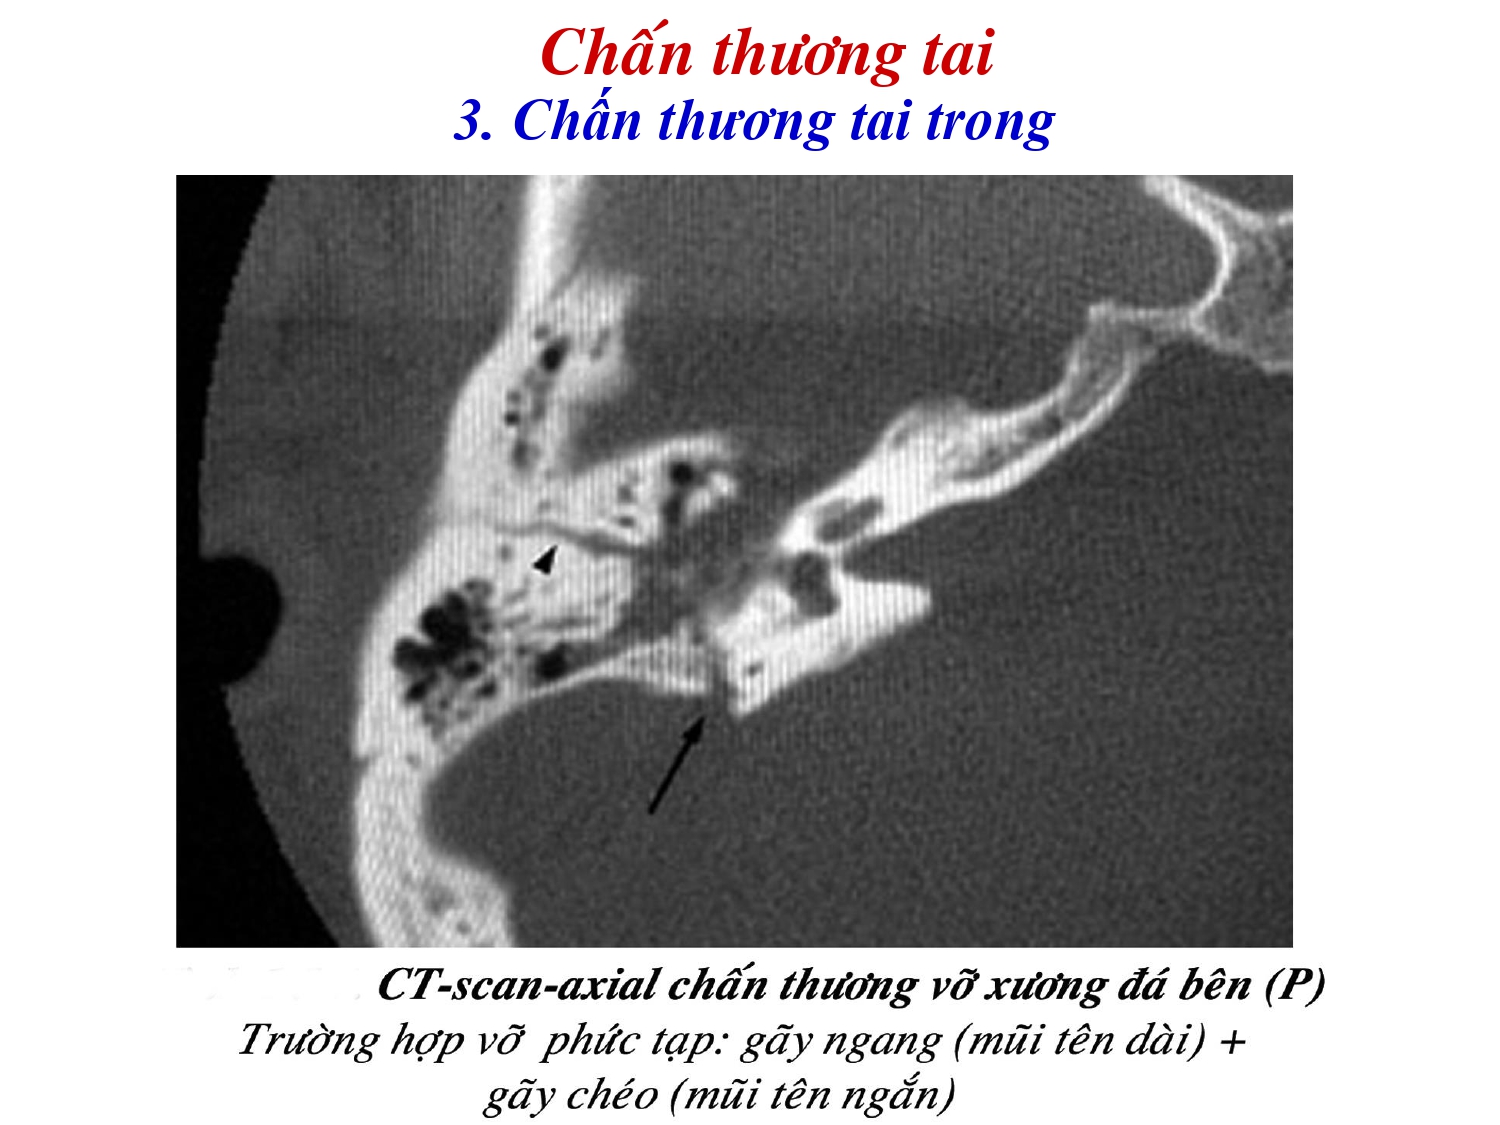 Chấn thương tai
3. Chấn thương tai trong
CT-scan-axial chấn thương vỡ xương đá bên (P)
Trường hợp vỡ phức tạp: gãy ngang (mũi tên dài) +
gãy chéo (mũi tên ngắn)